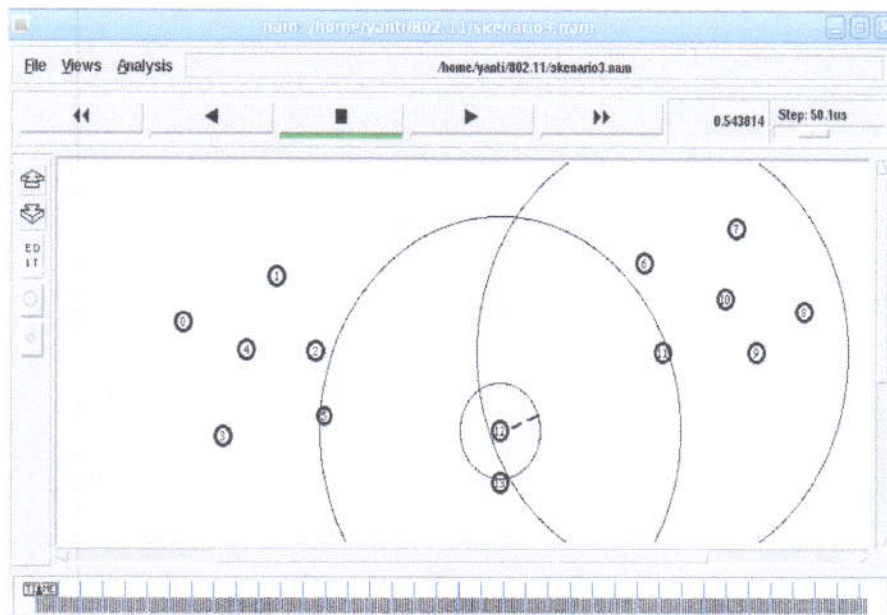 nam: /home/yanti/802.11/skenario3.nam
File Views Analysis /home/yanti/802.11/skenario3.nam
0.543814 Step: 50.1us
ED
IT
7
6
1
10
8
0
4
2
11
9
5
3
12
13
TIME